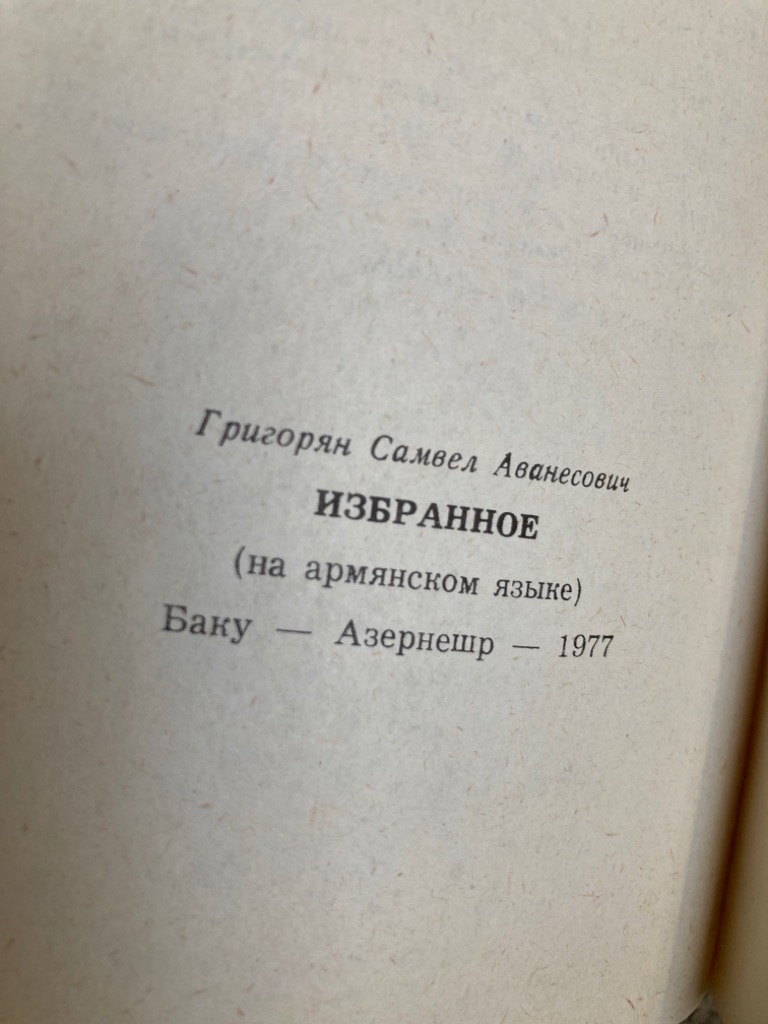 Григорян Самвел Аванесович
ИЗБРАННОЕ
(на армянском языке)
Баку — Азернешр — 1977